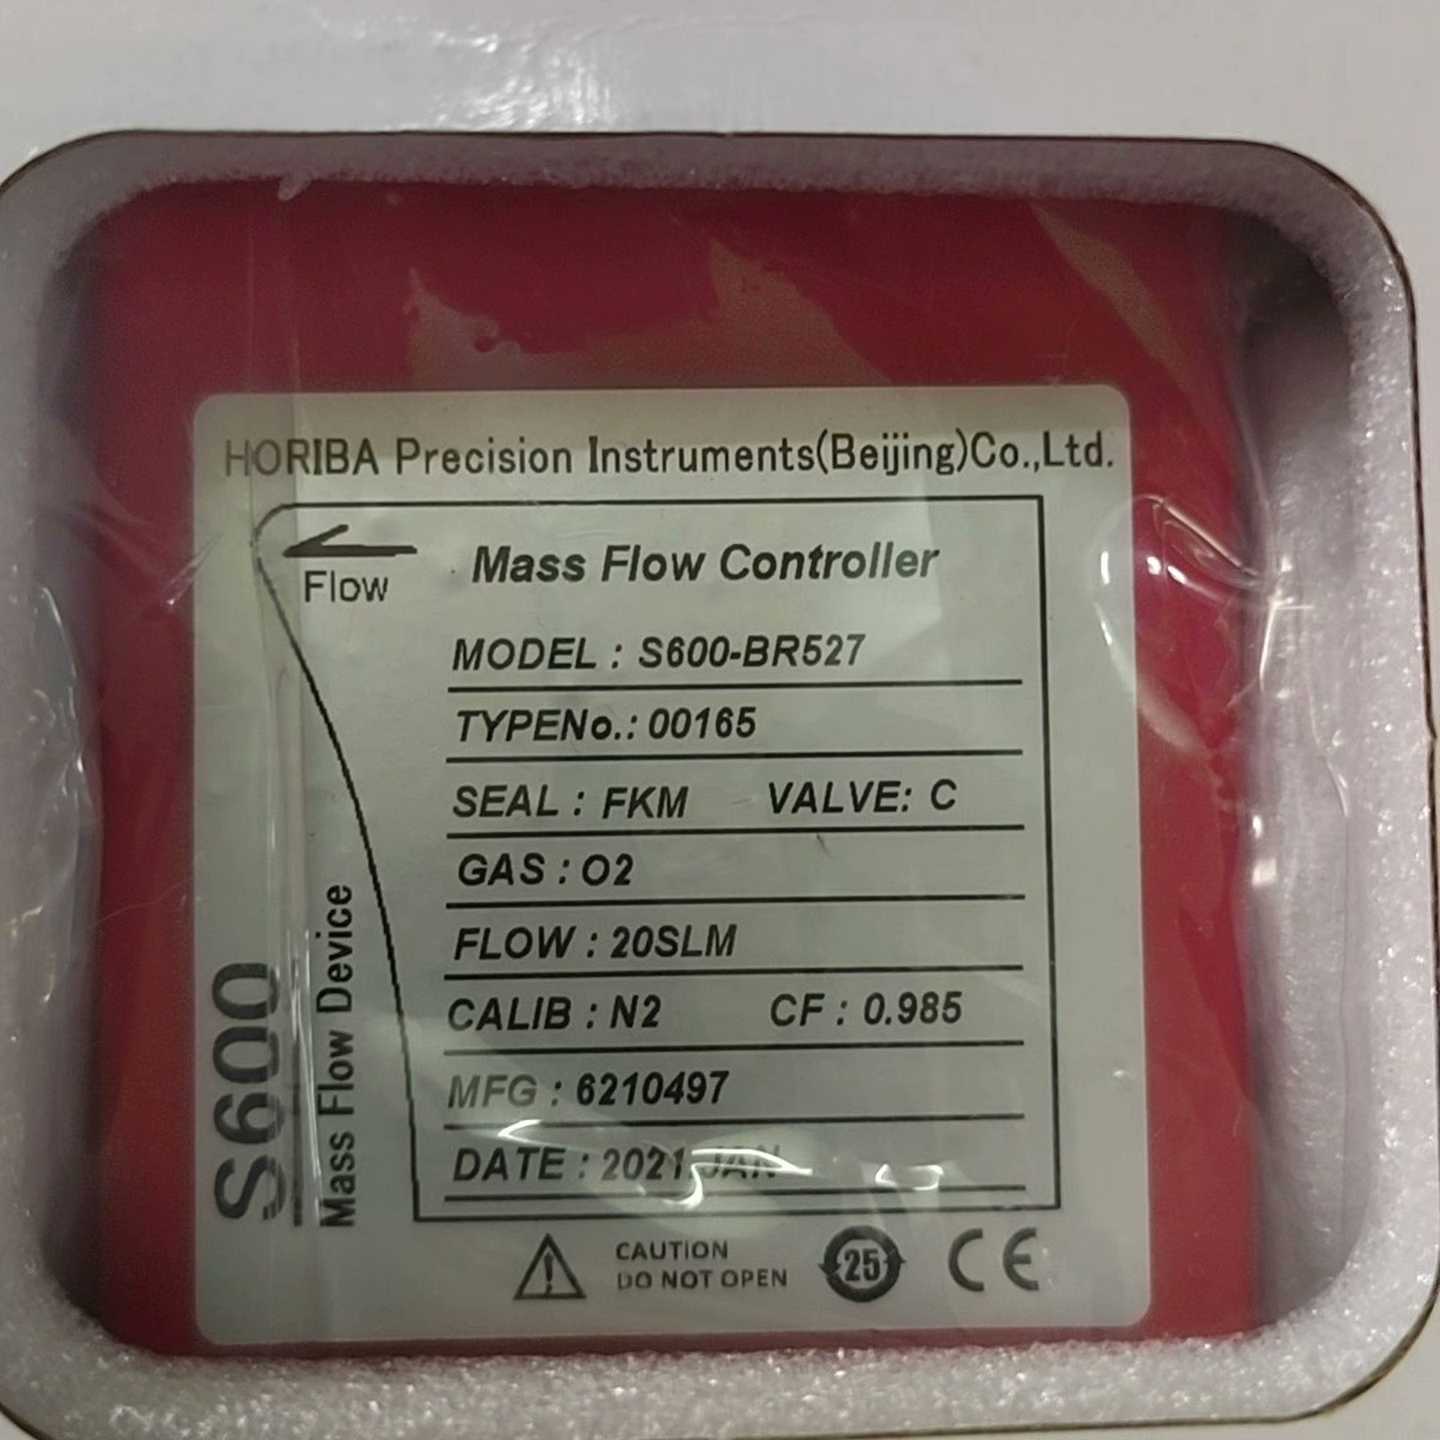 HORIBA Precision Instruments(Beijing)Co.,Ltd.
Flow
Mass Flow Controller
MODEL : S600-BR527
TYPENo.: 00165
SEAL : FKM VALVE: C
GAS : O2
FLOW : 20SLM
CALIB : N2 CF : 0.985
MFG : 6210497
DATE : 2021 JAN
S600
Mass Flow Device
CAUTION
DO NOT OPEN
25
CE